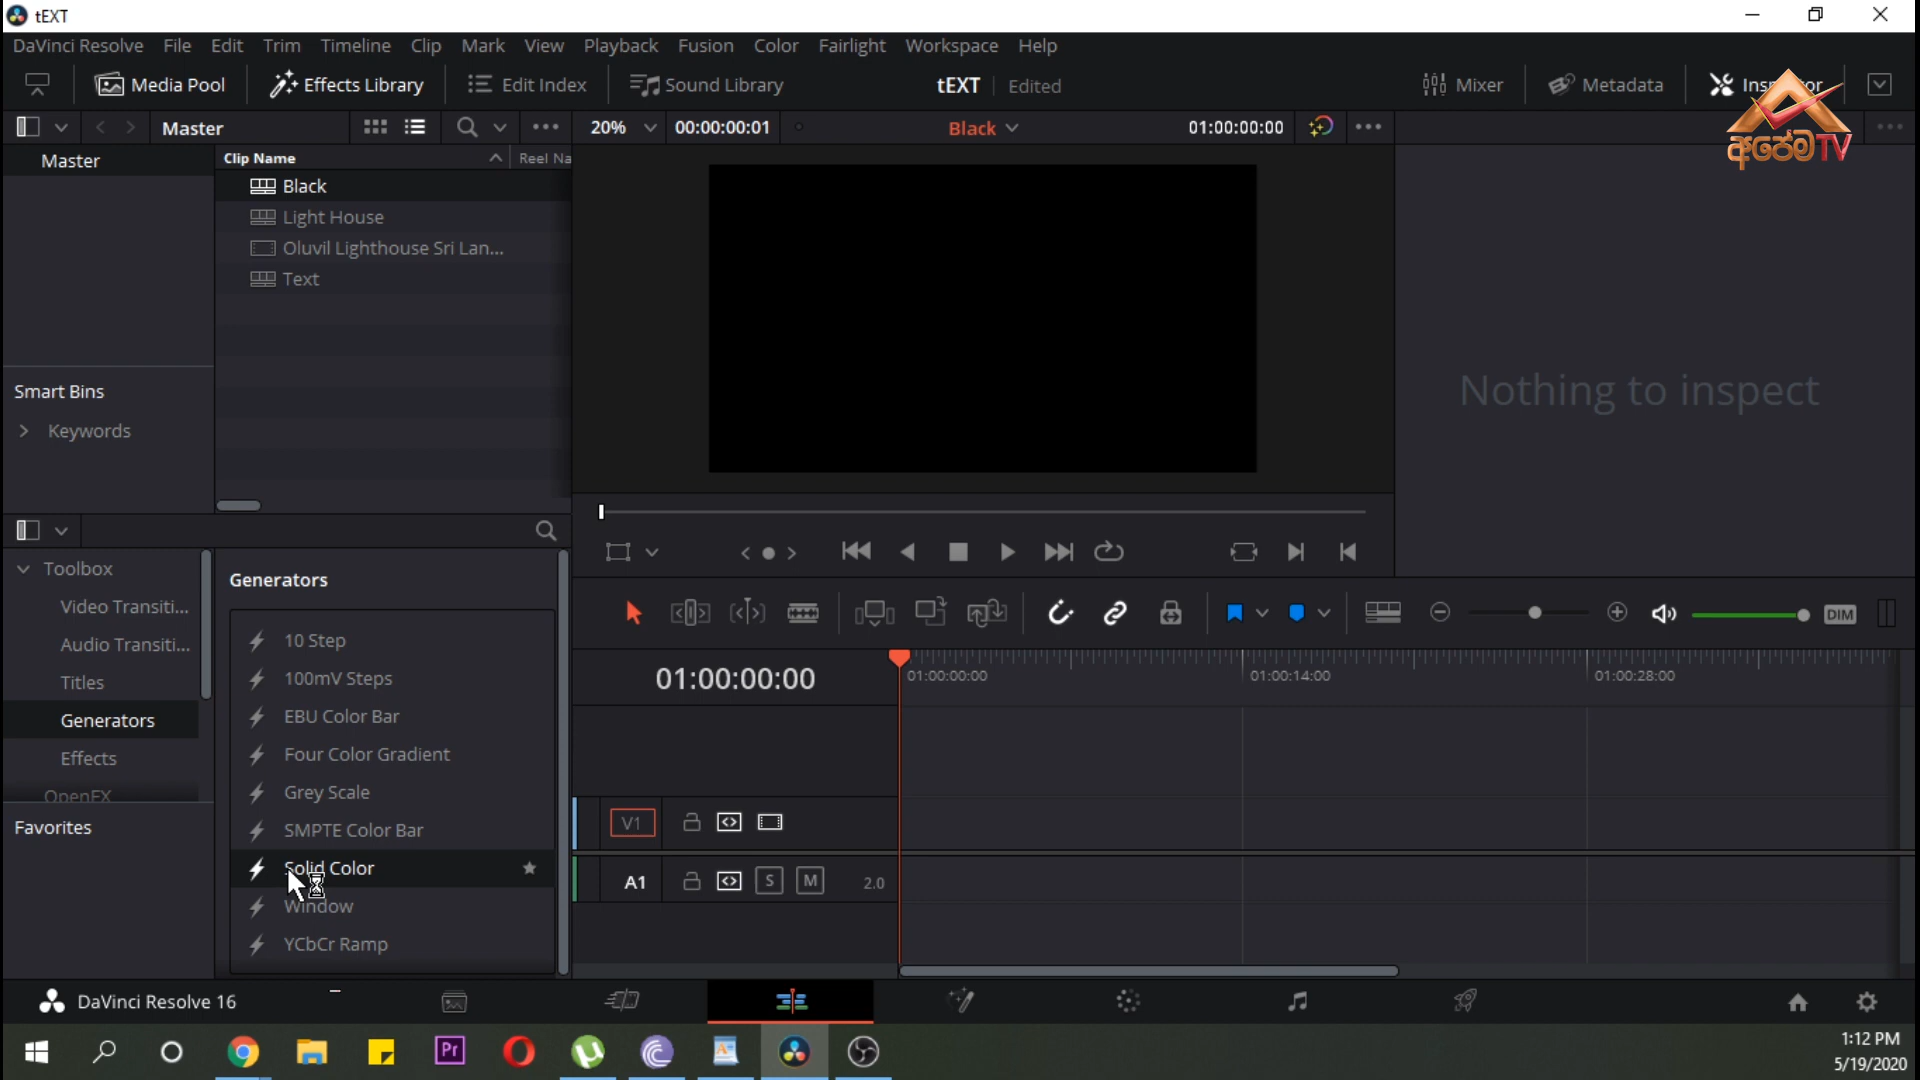 tEXT
DaVinci Resolve File Edit Trim Timeline Clip Mark View Playback Fusion Color Fairlight Workspace Help
Media Pool Effects Library Edit Index Sound Library tEXT Edited Mixer Metadata
අපේම TV
Master 20% 00:00:00:01 Black 01:00:00:00
Master Clip Name Reel Na
Black
Light House
Oluvil Lighthouse Sri Lan...
Text
Nothing to inspect
Smart Bins
Keywords
Toolbox
Video Transiti...
Audio Transiti...
Titles
Generators
Effects
OpenFX
Favorites
Generators
10 Step
100mV Steps
EBU Color Bar
Four Color Gradient
Grey Scale
SMPTE Color Bar
Solid Color
Window
YCbCr Ramp
DIM
01:00:00:00 01:00:00:00 01:00:14:00 01:00:28:00
V1
A1 S M 2.0
DaVinci Resolve 16
Pr
1:12 PM
5/19/2020